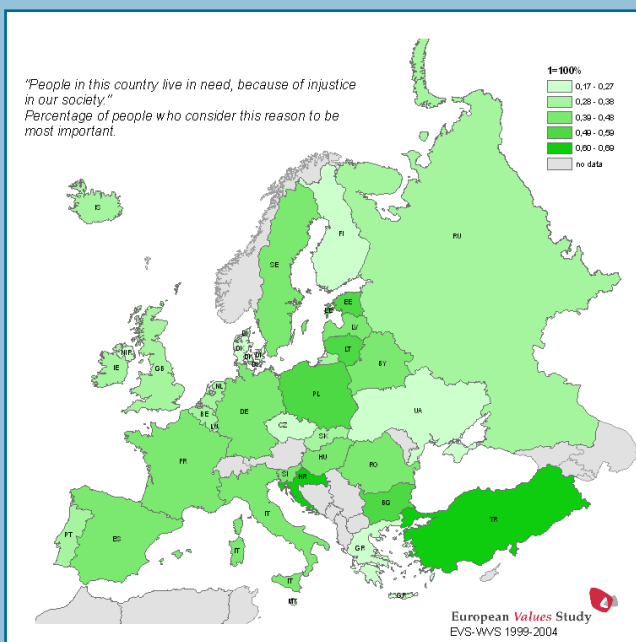 "People in this country live in need, because of injustice
in our society."
Percentage of people who consider this reason to be
most important.
1=100%
0,17 - 0,27
0,28 - 0,38
0,39 - 0,48
0,49 - 0,59
0,60 - 0,69
no data
IS
FI
RU
SE
EE
EE
LV
LT
DK
DK
BY
NIR
IE
GB
NL
PL
BE
DE
LU
CZ
UA
SK
FR
HU
RO
SI
HR
IT
BG
PT
ES
IT
GR
TR
IT
GR
MT
European Values Study
EVS-WVS 1999-2004